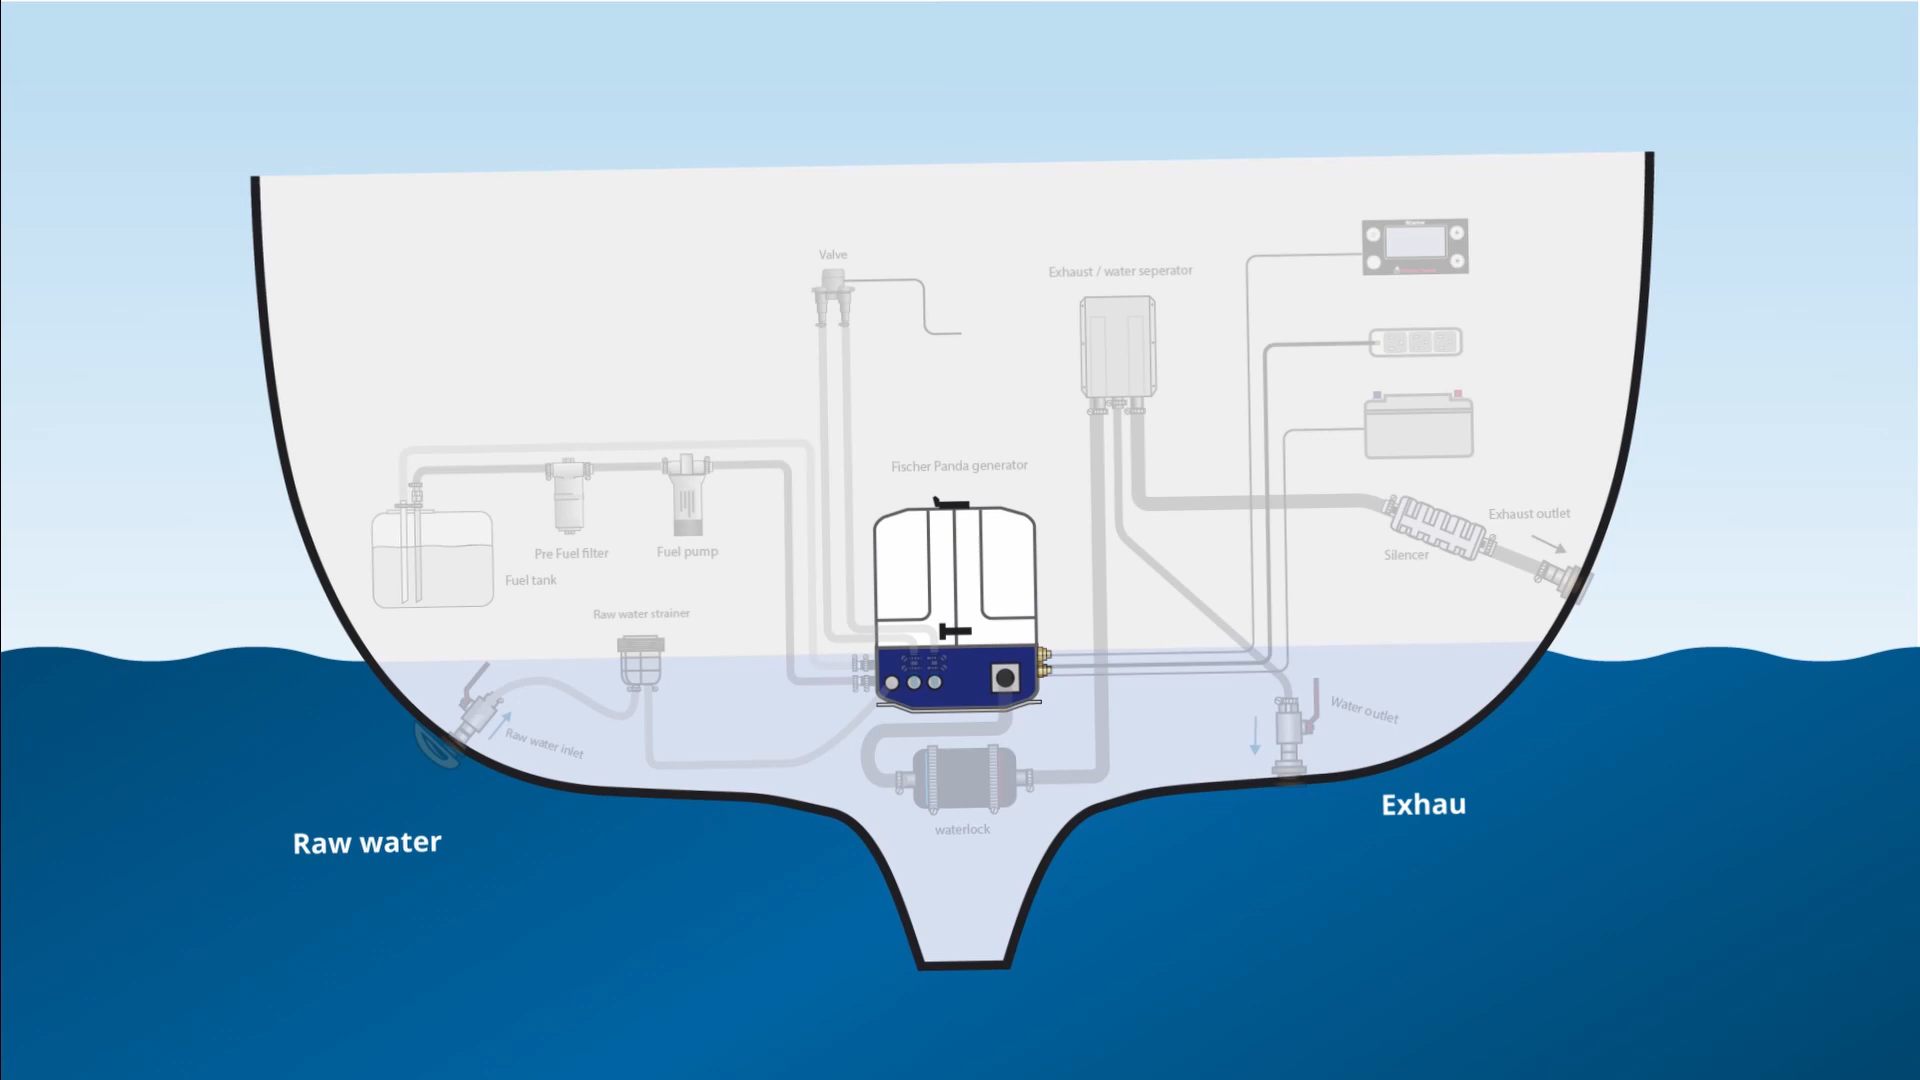 Valve
Exhaust / water seperator
Fischer Panda generator
Exhaust outlet
Silencer
Pre Fuel filter
Fuel pump
Fuel tank
Raw water strainer
Raw water inlet
Water outlet
waterlock
Raw water
Exhau